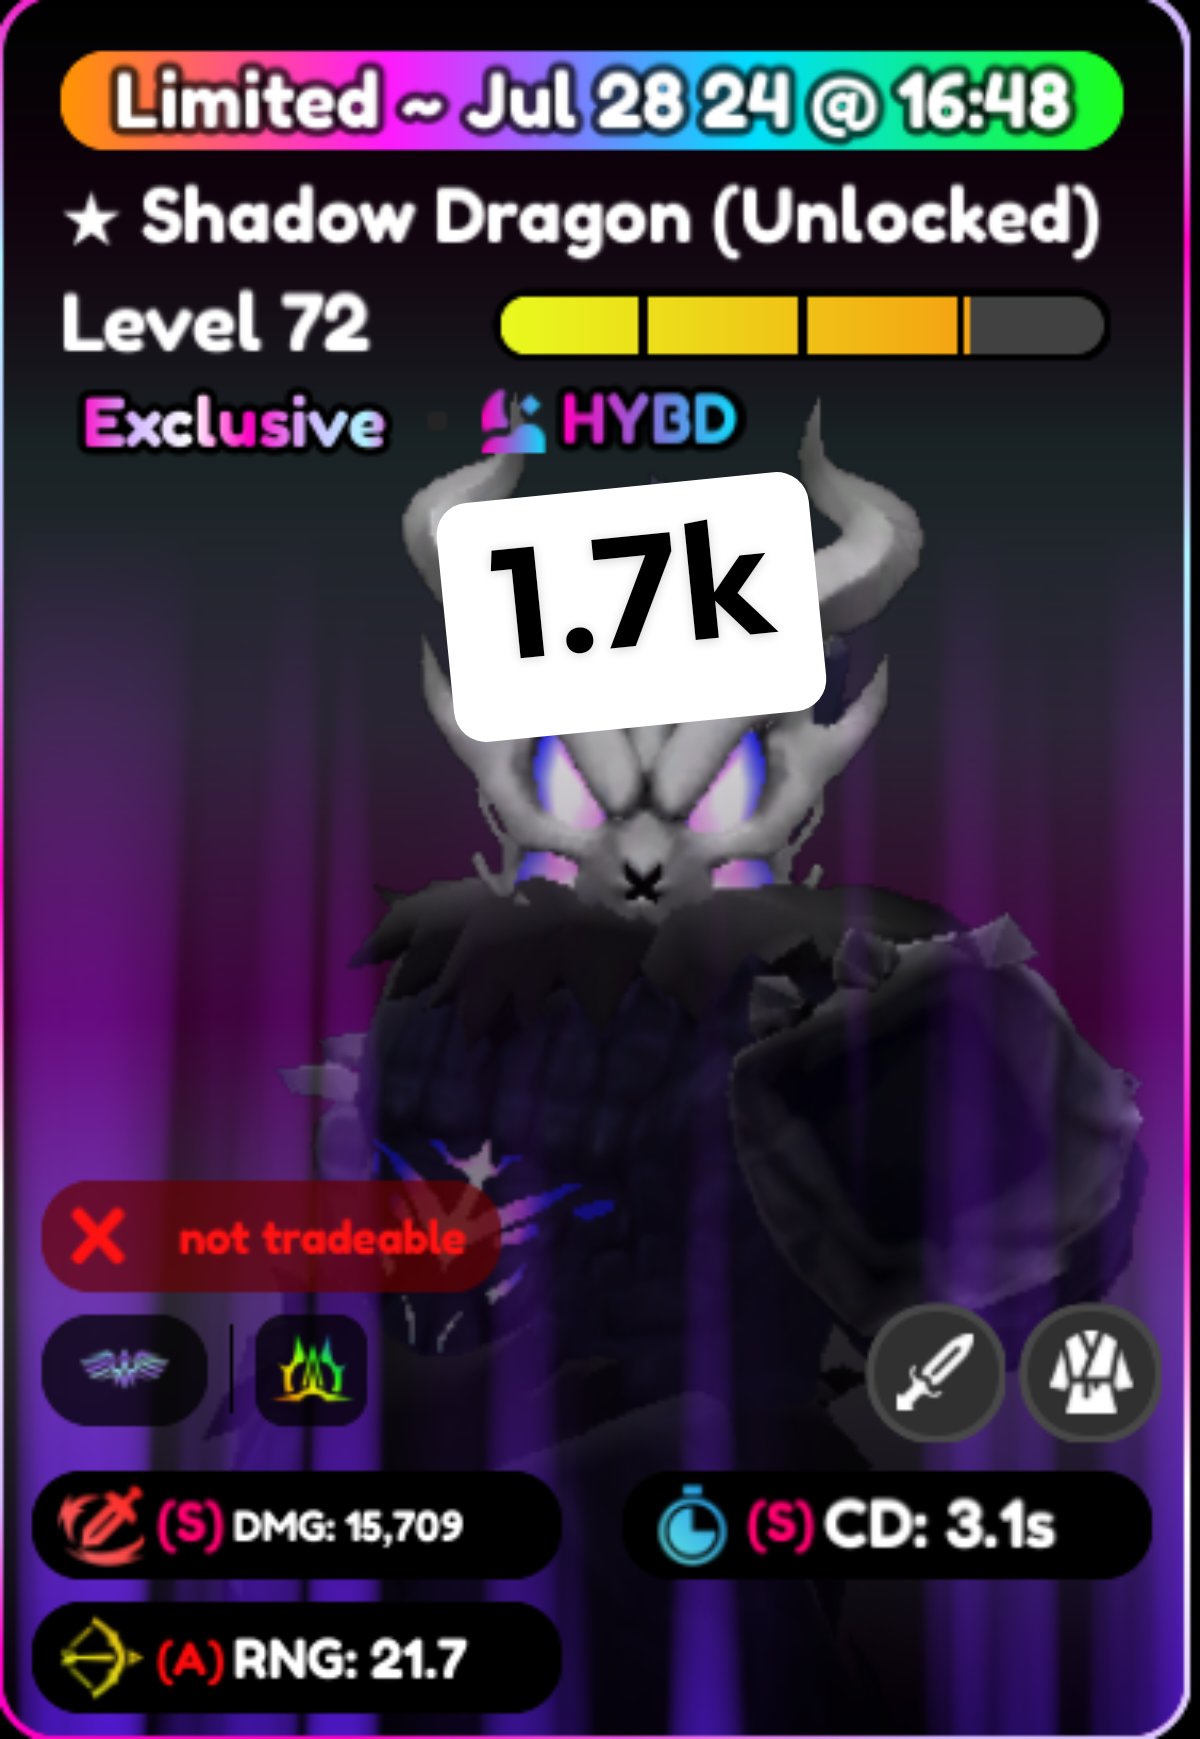 Limited ~ Jul 28 24 @ 16:48
★ Shadow Dragon (Unlocked)
Level 72
Exclusive HYBD
1.7k
not tradeable
(S) DMG: 15,709
(S) CD: 3.1s
(A) RNG: 21.7